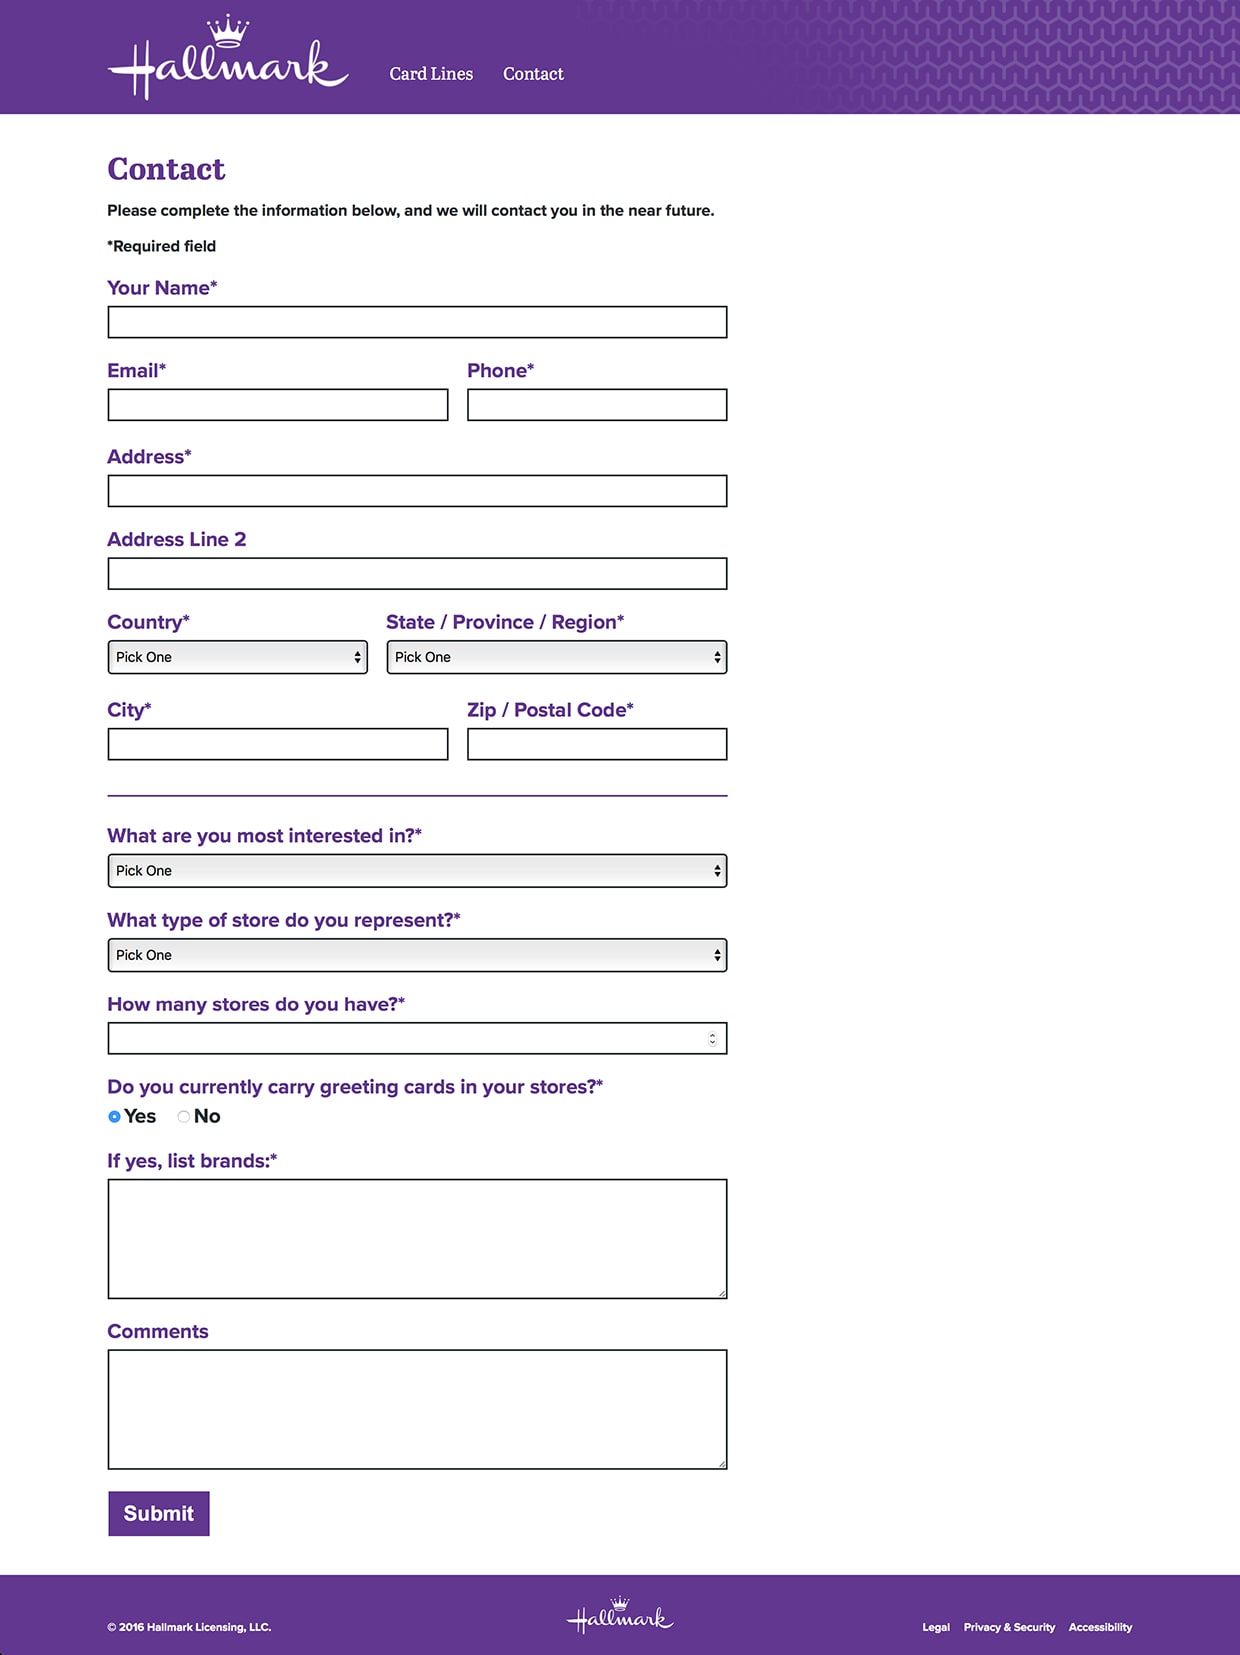 Hallmark
Card Lines Contact
Contact
Please complete the information below, and we will contact you in the near future.
*Required field
Your Name*
Email* Phone*
Address*
Address Line 2
Country* State / Province / Region*
Pick One Pick One
City* Zip / Postal Code*
What are you most interested in?*
Pick One
What type of store do you represent?*
Pick One
How many stores do you have?*
Do you currently carry greeting cards in your stores?*
Yes No
If yes, list brands:*
Comments
Submit
© 2016 Hallmark Licensing, LLC. Hallmark Legal Privacy & Security Accessibility